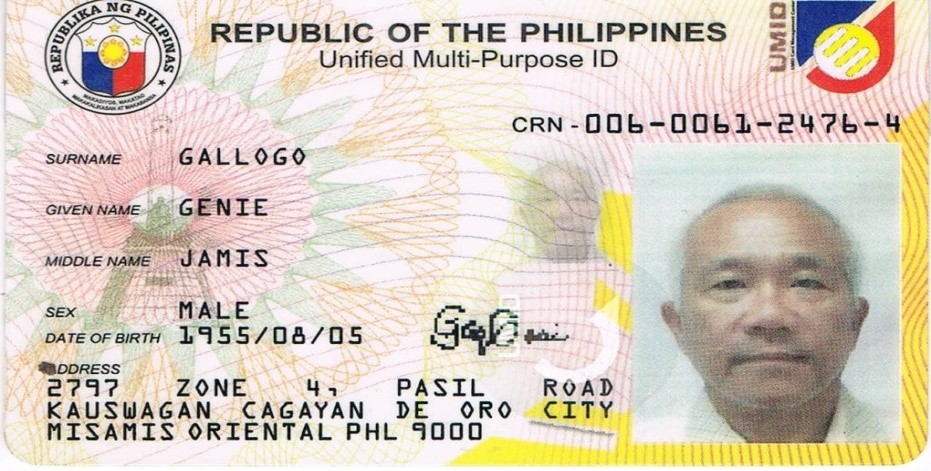 REPUBLIKA NG PILIPINAS
MAKADIYOS, MAKATAO
MAKAKALIKASAN AT MAKABANSA
REPUBLIC OF THE PHILIPPINES
Unified Multi-Purpose ID
UMID
CRN - 006-0061-2476-4
SURNAME GALLOGO
GIVEN NAME GENIE
MIDDLE NAME JAMIS
SEX MALE
DATE OF BIRTH 1955/08/05
ADDRESS
2797 ZONE 4, PASIL ROAD
KAUSWAGAN CAGAYAN DE ORO CITY
MISAMIS ORIENTAL PHL 9000